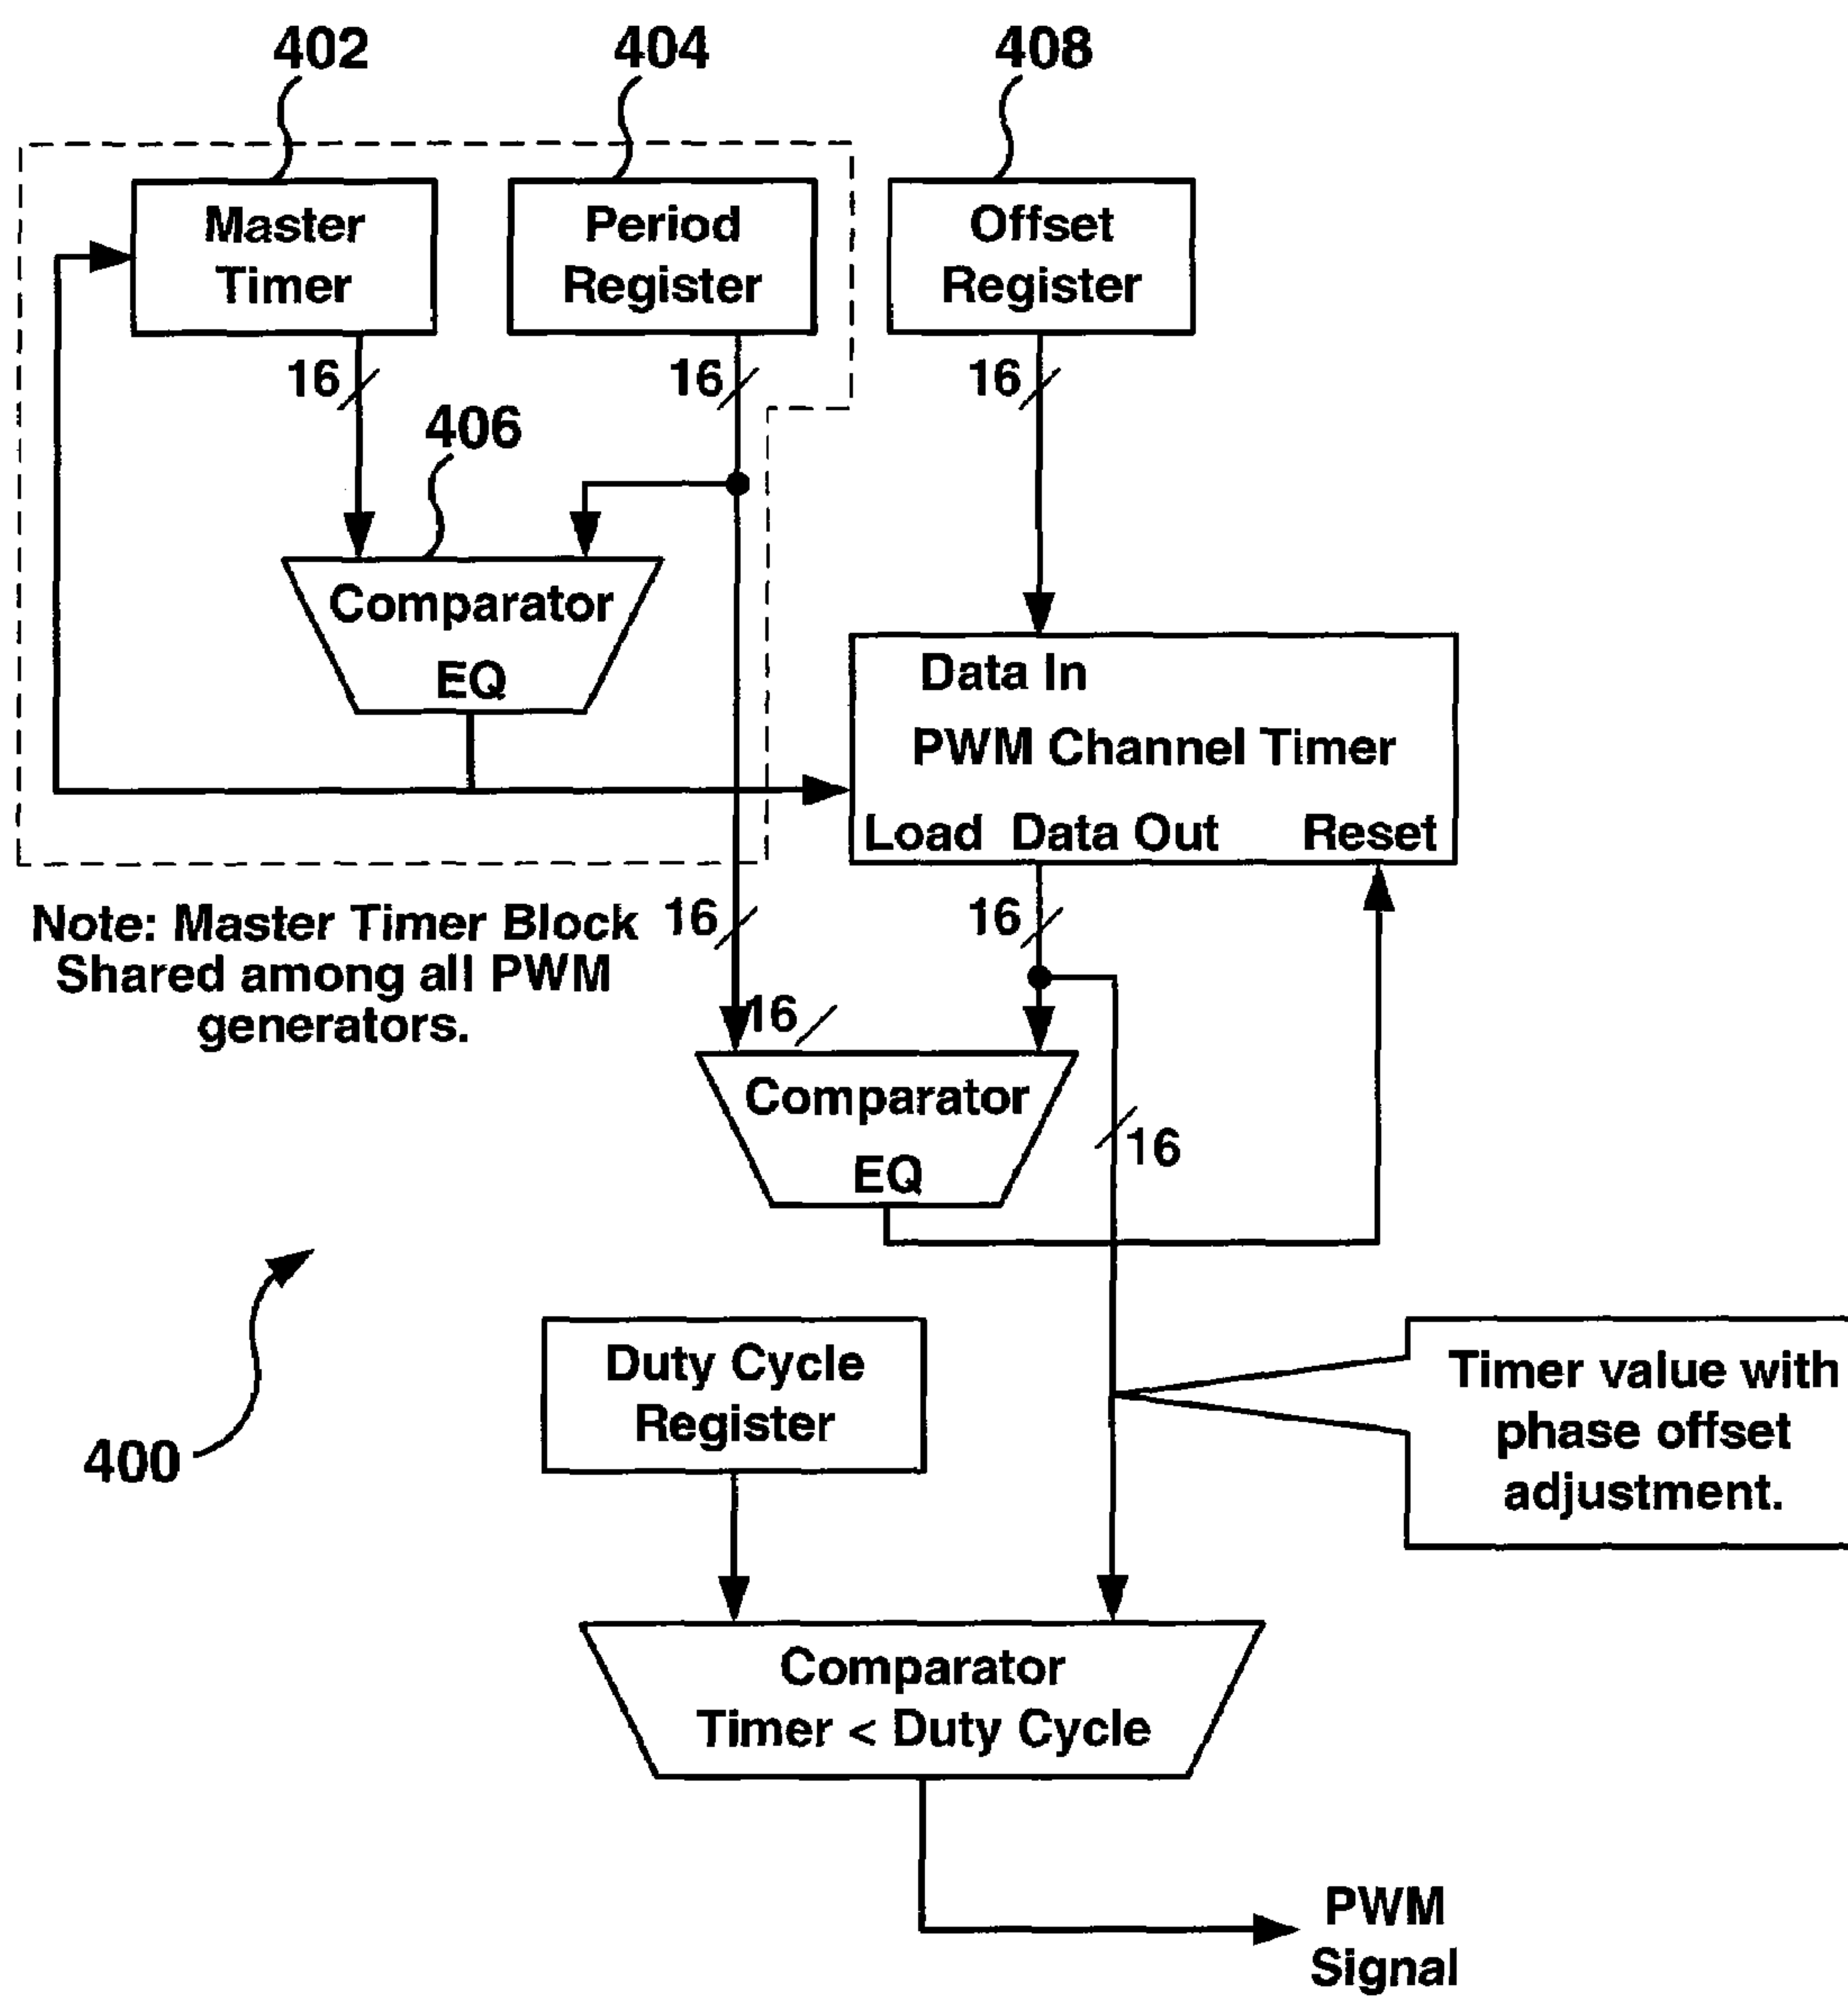 402
404
408
Master
Timer
Period
Register
Offset
Register
16
16
16
406
Comparator
EQ
Data In
PWM Channel Timer
Load Data Out Reset
Note: Master Timer Block
Shared among all PWM
generators.
16
16
16
Comparator
EQ
16
400
Duty Cycle
Register
Timer value with
phase offset
adjustment.
Comparator
Timer < Duty Cycle
PWM
Signal